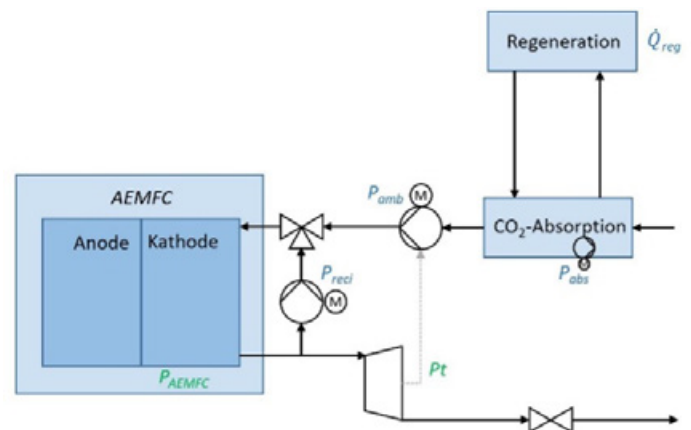 Regeneration
Q̇reg
AEMFC
Pamb
M
CO₂-Absorption
Anode
Kathode
Preci
M
Pabs
M
PAEMFC
Pt